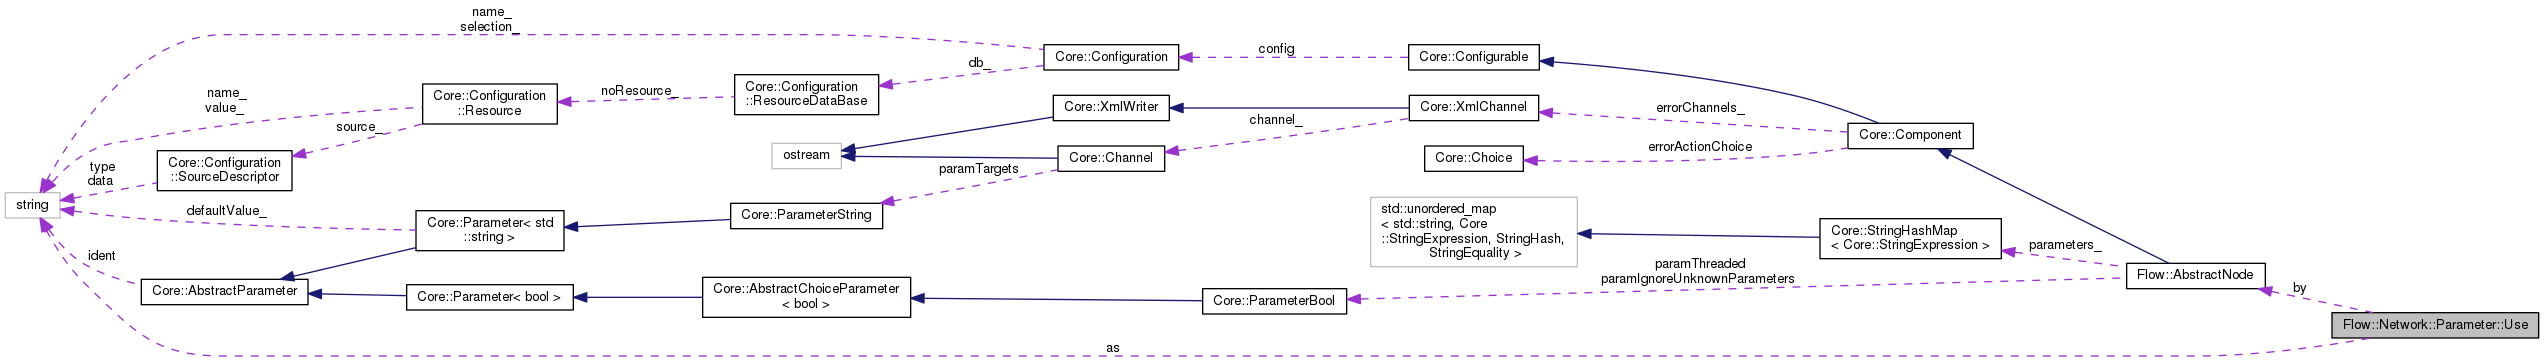 name_
selection_
Core::Configuration
config
Core::Configurable
db_
Core::Configuration
::ResourceDataBase
noResource_
Core::Configuration
::Resource
name_
value_
source_
Core::Configuration
::SourceDescriptor
type
data
string
Core::XmlWriter
Core::XmlChannel
errorChannels_
channel_
ostream
Core::Channel
Core::Choice
errorActionChoice
Core::Component
paramTargets
Core::ParameterString
defaultValue_
Core::Parameter< std
::string >
ident
Core::AbstractParameter
Core::Parameter< bool >
Core::AbstractChoiceParameter
< bool >
Core::ParameterBool
std::unordered_map
< std::string, Core
::StringExpression, StringHash,
StringEquality >
Core::StringHashMap
< Core::StringExpression >
parameters_
paramThreaded
paramIgnoreUnknownParameters
Flow::AbstractNode
by
Flow::Network::Parameter::Use
as